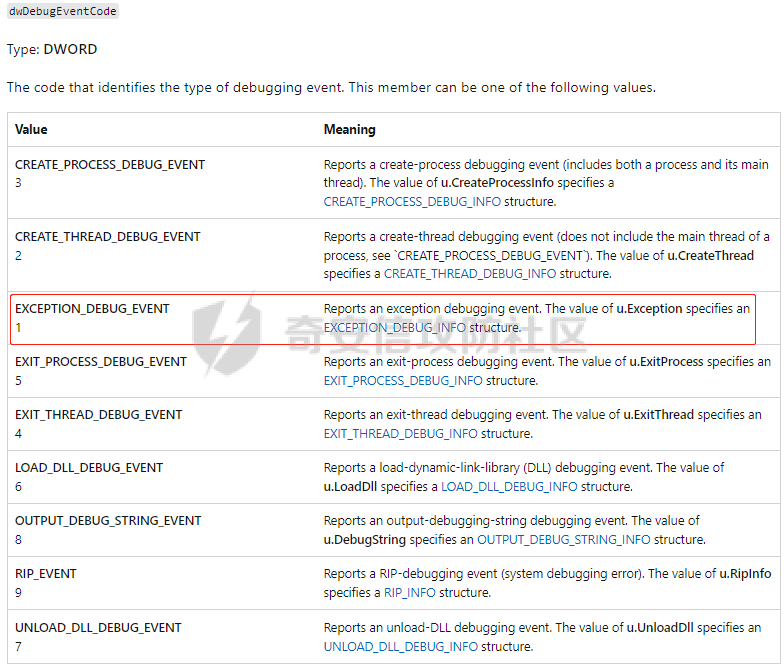 dwDebugEventCode
Type: DWORD
The code that identifies the type of debugging event. This member can be one of the following values.
Value Meaning
CREATE_PROCESS_DEBUG_EVENT
3
Reports a create-process debugging event (includes both a process and its main
thread). The value of u.CreateProcessInfo specifies a
CREATE_PROCESS_DEBUG_INFO structure.
CREATE_THREAD_DEBUG_EVENT
2
Reports a create-thread debugging event (does not include the main thread of a
process, see `CREATE_PROCESS_DEBUG_EVENT`). The value of u.CreateThread
specifies a CREATE_THREAD_DEBUG_INFO structure.
EXCEPTION_DEBUG_EVENT
1
Reports an exception debugging event. The value of u.Exception specifies an
EXCEPTION_DEBUG_INFO structure.
奇安信攻防社区
EXIT_PROCESS_DEBUG_EVENT
5
Reports an exit-process debugging event. The value of u.ExitProcess specifies an
EXIT_PROCESS_DEBUG_INFO structure.
EXIT_THREAD_DEBUG_EVENT
4
Reports an exit-thread debugging event. The value of u.ExitThread specifies an
EXIT_THREAD_DEBUG_INFO structure.
LOAD_DLL_DEBUG_EVENT
6
Reports a load-dynamic-link-library (DLL) debugging event. The value of
u.LoadDll specifies a LOAD_DLL_DEBUG_INFO structure.
OUTPUT_DEBUG_STRING_EVENT
8
Reports an output-debugging-string debugging event. The value of
u.DebugString specifies an OUTPUT_DEBUG_STRING_INFO structure.
RIP_EVENT
9
Reports a RIP-debugging event (system debugging error). The value of u.RipInfo
specifies a RIP_INFO structure.
UNLOAD_DLL_DEBUG_EVENT
7
Reports an unload-DLL debugging event. The value of u.UnloadDll specifies an
UNLOAD_DLL_DEBUG_INFO structure.